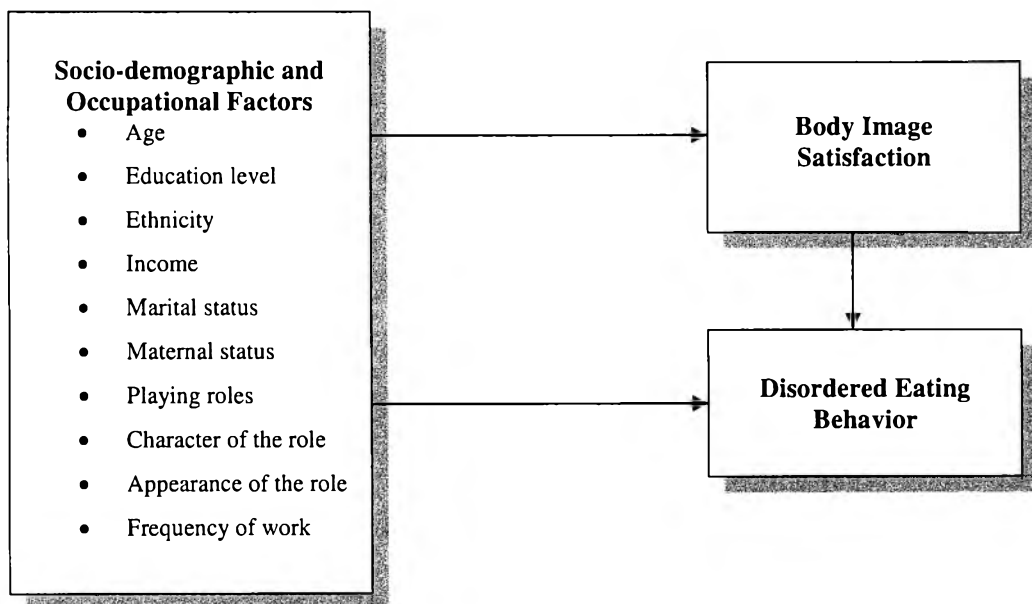 Socio-demographic and
Occupational Factors
• Age
• Education level
• Ethnicity
• Income
• Marital status
• Maternal status
• Playing roles
• Character of the role
• Appearance of the role
• Frequency of work
Body Image
Satisfaction
Disordered Eating
Behavior